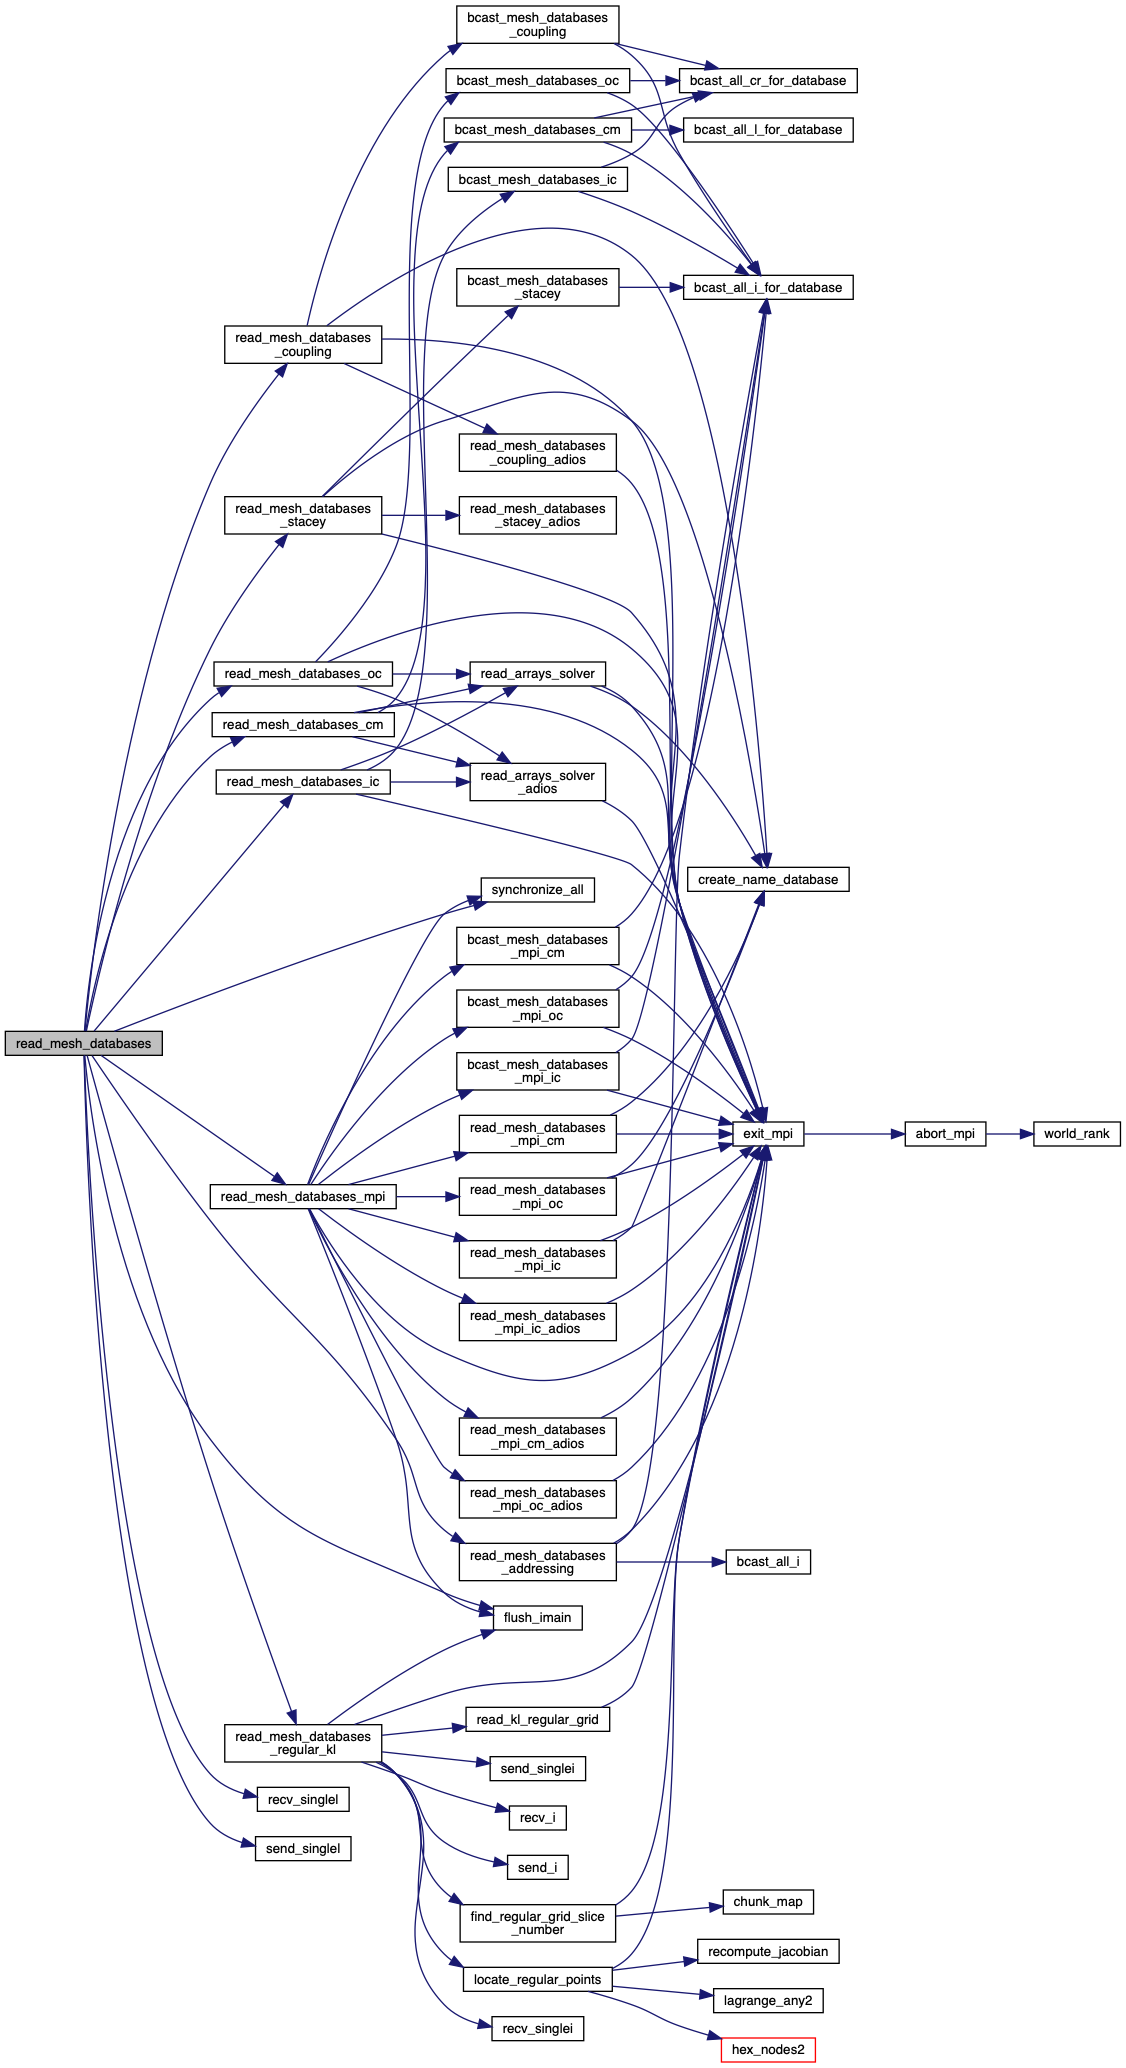 bcast_mesh_databases
_coupling
bcast_mesh_databases_oc
bcast_all_cr_for_database
bcast_mesh_databases_cm
bcast_all_l_for_database
bcast_mesh_databases_ic
bcast_mesh_databases
_stacey
bcast_all_i_for_database
read_mesh_databases
_coupling
read_mesh_databases
_coupling_adios
read_mesh_databases
_stacey
read_mesh_databases
_stacey_adios
read_mesh_databases_oc
read_arrays_solver
read_mesh_databases_cm
read_mesh_databases_ic
read_arrays_solver
_adios
synchronize_all
create_name_database
bcast_mesh_databases
_mpi_cm
bcast_mesh_databases
_mpi_oc
read_mesh_databases
bcast_mesh_databases
_mpi_ic
read_mesh_databases
_mpi_cm
exit_mpi
abort_mpi
world_rank
read_mesh_databases_mpi
read_mesh_databases
_mpi_oc
read_mesh_databases
_mpi_ic
read_mesh_databases
_mpi_ic_adios
read_mesh_databases
_mpi_cm_adios
read_mesh_databases
_mpi_oc_adios
read_mesh_databases
_addressing
bcast_all_i
flush_imain
read_mesh_databases
_regular_kl
read_kl_regular_grid
send_singlei
recv_singlel
recv_i
send_singlel
send_i
find_regular_grid_slice
_number
chunk_map
recompute_jacobian
locate_regular_points
lagrange_any2
recv_singlei
hex_nodes2